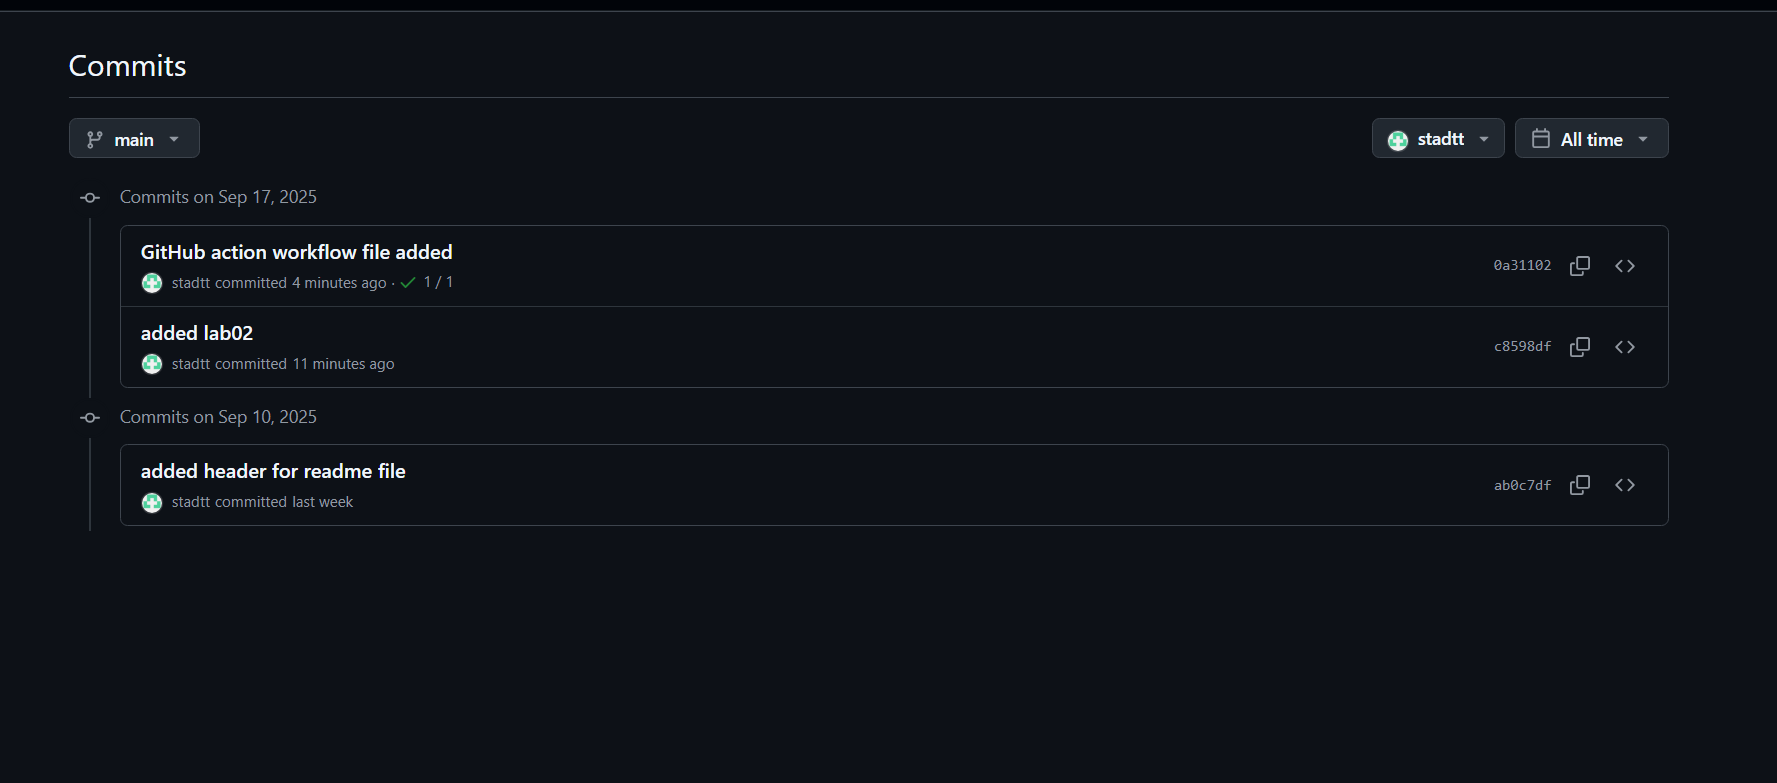 Commits
main
stadtt
All time
Commits on Sep 17, 2025
GitHub action workflow file added
stadtt committed 4 minutes ago · ✓ 1 / 1
0a31102
added lab02
stadtt committed 11 minutes ago
c8598df
Commits on Sep 10, 2025
added header for readme file
stadtt committed last week
ab0c7df